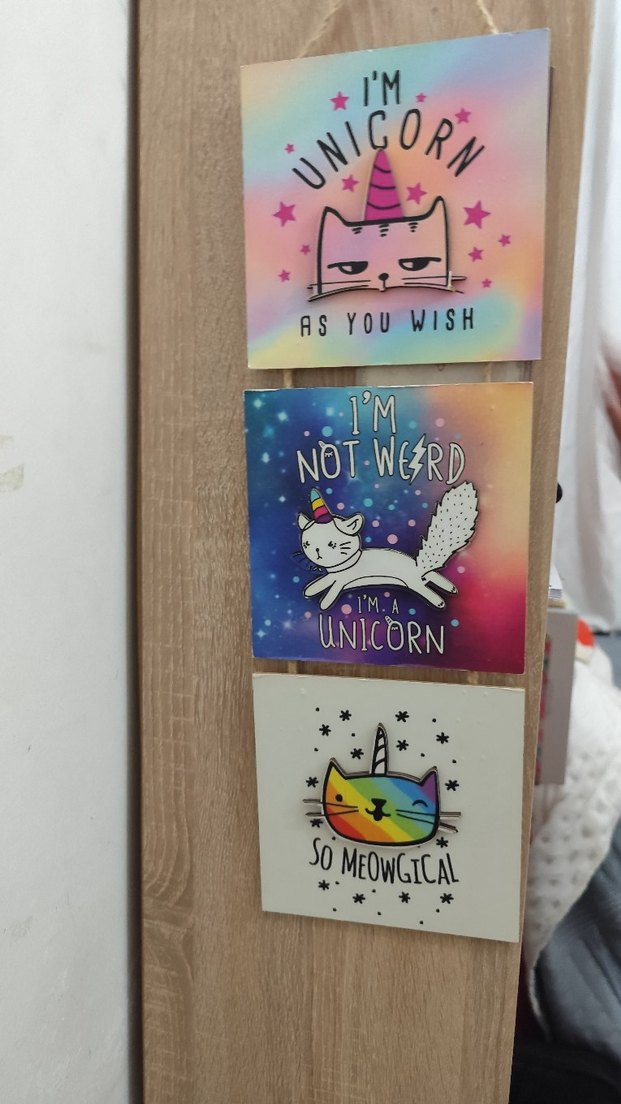 I'M
UNICORN
AS YOU WISH
I'M
NOT WEIRD
I'M A
UNICORN
SO MEOWGICAL